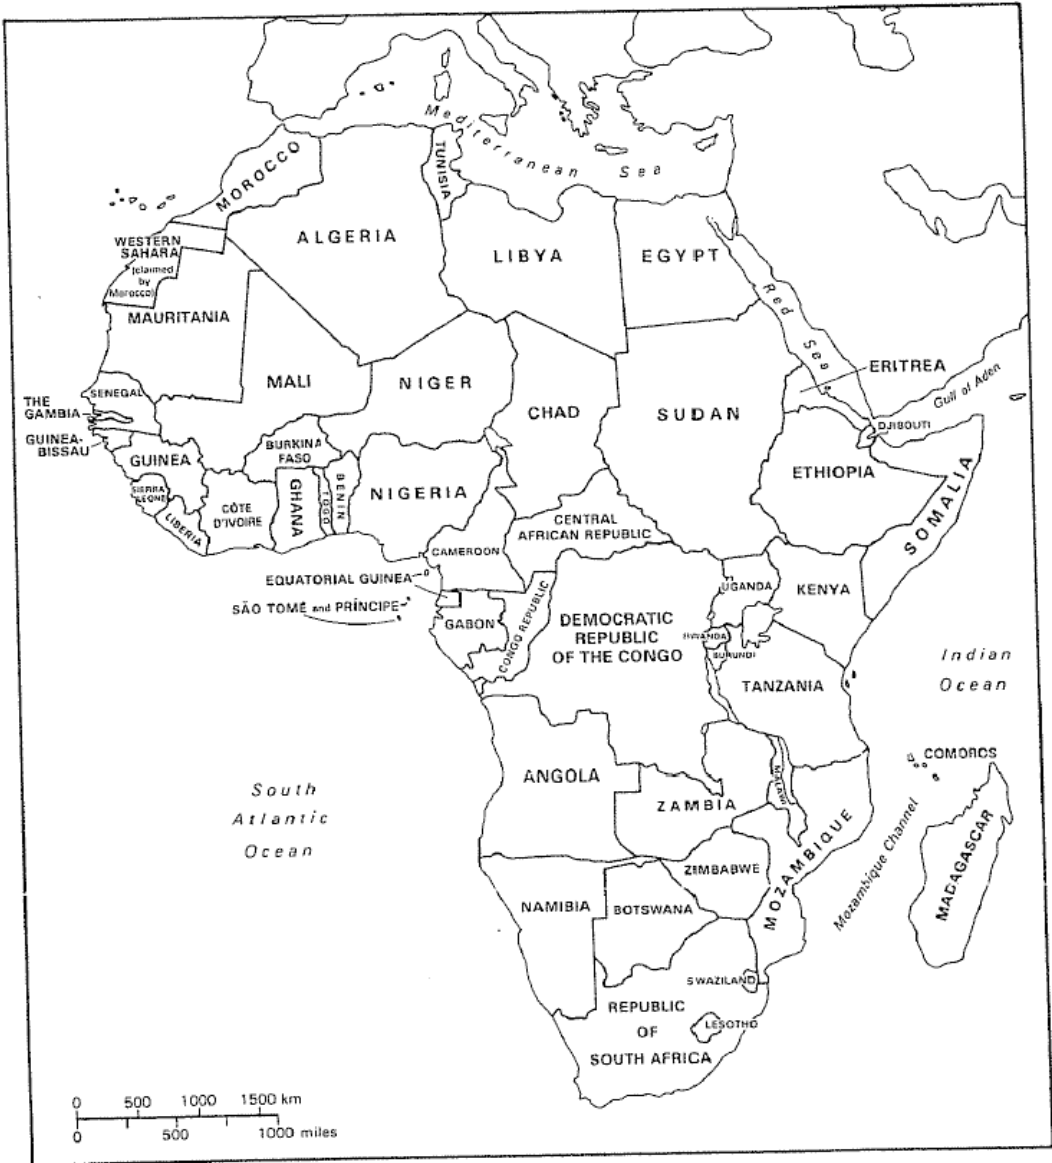 Mediterranean Sea
MOROCCO
TUNISIA
ALGERIA
LIBYA
EGYPT
WESTERN
SAHARA
(claimed
by
Morocco)
Red Sea
MAURITANIA
MALI
NIGER
CHAD
SUDAN
ERITREA
Gulf of Aden
SENEGAL
THE
GAMBIA
GUINEA-
BISSAU
GUINEA
BURKINA
FASO
DJIBOUTI
ETHIOPIA
SOMALIA
SIERRA
LEONE
LIBERIA
CÔTE
D'IVOIRE
GHANA
TOGO
BENIN
NIGERIA
CENTRAL
AFRICAN REPUBLIC
CAMEROON
EQUATORIAL GUINEA
SÃO TOMÉ and PRÍNCIPE
GABON
CONGO REPUBLIC
DEMOCRATIC
REPUBLIC
OF THE CONGO
UGANDA
KENYA
RWANDA
BURUNDI
TANZANIA
Indian
Ocean
COMOROS
South
Atlantic
Ocean
ANGOLA
ZAMBIA
MALAWI
MOZAMBIQUE
Mozambique Channel
MADAGASCAR
ZIMBABWE
NAMIBIA
BOTSWANA
SWAZILAND
REPUBLIC
OF
SOUTH AFRICA
LESOTHO
0 500 1000 1500 km
0 500 1000 miles